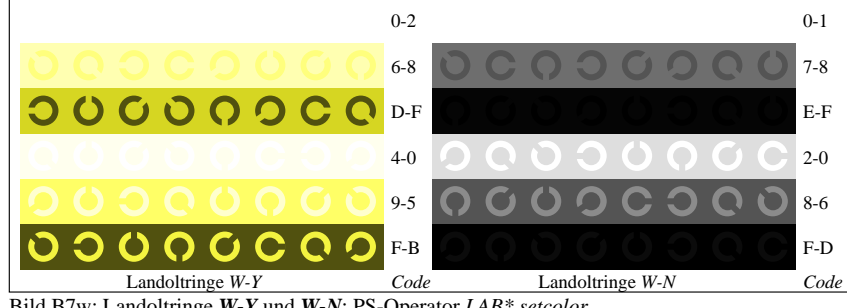 0-2 0-1
6-8 7-8
D-F E-F
4-0 2-0
9-5 8-6
F-B F-D
Landoltringe W-Y Code Landoltringe W-N Code
Bild B7w: Landoltringe W-Y und W-N; PS-Operator LAB* setcolor